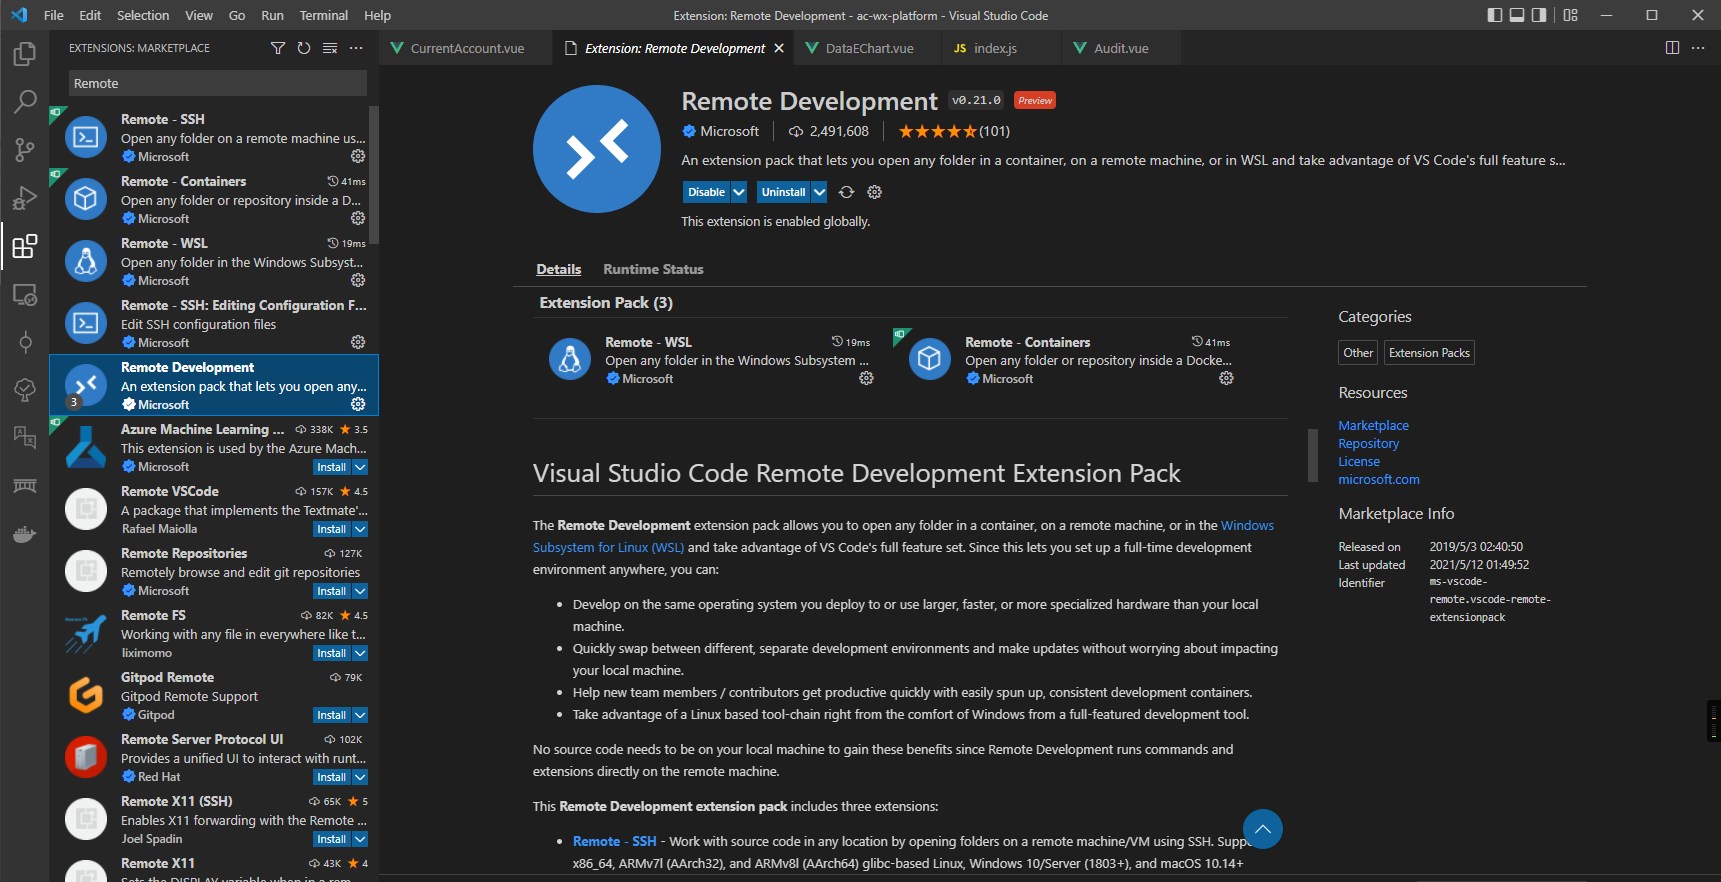 File Edit Selection View Go Run Terminal Help
Extension: Remote Development - ac-wx-platform - Visual Studio Code
EXTENSIONS: MARKETPLACE
CurrentAccount.vue
Extension: Remote Development
DataEChart.vue
JS index.js
Audit.vue
Remote
Remote - SSH
Open any folder on a remote machine us...
Microsoft
Remote - Containers 41ms
Open any folder or repository inside a D...
Microsoft
Remote - WSL 19ms
Open any folder in the Windows Subsyst...
Microsoft
Remote - SSH: Editing Configuration F...
Edit SSH configuration files
Microsoft
Remote Development
An extension pack that lets you open any...
3 Microsoft
Azure Machine Learning ... 338K 3.5
This extension is used by the Azure Mach...
Microsoft Install
Remote VSCode 157K 4.5
A package that implements the Textmate'...
Rafael Maiolla Install
Remote Repositories 127K
Remotely browse and edit git repositories
Microsoft Install
Remote FS 82K 4.5
Working with any file in everywhere like t...
liximomo Install
Gitpod Remote 79K
Gitpod Remote Support
Gitpod Install
Remote Server Protocol UI 102K
Provides a unified UI to interact with runt...
Red Hat Install
Remote X11 (SSH) 65K 5
Enables X11 forwarding with the Remote ...
Joel Spadin Install
Remote X11 43K 4
Sets the DISPLAY variable when in a rem...
Remote Development v0.21.0 Preview
Microsoft 2,491,608 (101)
An extension pack that lets you open any folder in a container, on a remote machine, or in WSL and take advantage of VS Code's full feature s...
Disable Uninstall
This extension is enabled globally.
Details Runtime Status
Extension Pack (3)
Remote - WSL 19ms
Open any folder in the Windows Subsystem ...
Microsoft
Remote - Containers 41ms
Open any folder or repository inside a Docke...
Microsoft
Visual Studio Code Remote Development Extension Pack
The Remote Development extension pack allows you to open any folder in a container, on a remote machine, or in the Windows
Subsystem for Linux (WSL) and take advantage of VS Code's full feature set. Since this lets you set up a full-time development
environment anywhere, you can:
• Develop on the same operating system you deploy to or use larger, faster, or more specialized hardware than your local
machine.
• Quickly swap between different, separate development environments and make updates without worrying about impacting
your local machine.
• Help new team members / contributors get productive quickly with easily spun up, consistent development containers.
• Take advantage of a Linux based tool-chain right from the comfort of Windows from a full-featured development tool.
No source code needs to be on your local machine to gain these benefits since Remote Development runs commands and
extensions directly on the remote machine.
This Remote Development extension pack includes three extensions:
• Remote - SSH - Work with source code in any location by opening folders on a remote machine/VM using SSH.
x86_64, ARMv7l (AArch32), and ARMv8l (AArch64) glibc-based Linux, Windows 10/Server (1803+), and macOS 10.14+
Categories
Other Extension Packs
Resources
Marketplace
Repository
License
microsoft.com
Marketplace Info
Released on 2019/5/3 02:40:50
Last updated 2021/5/12 01:49:52
Identifier ms-vscode-
remote.vscode-remote-
extensionpack